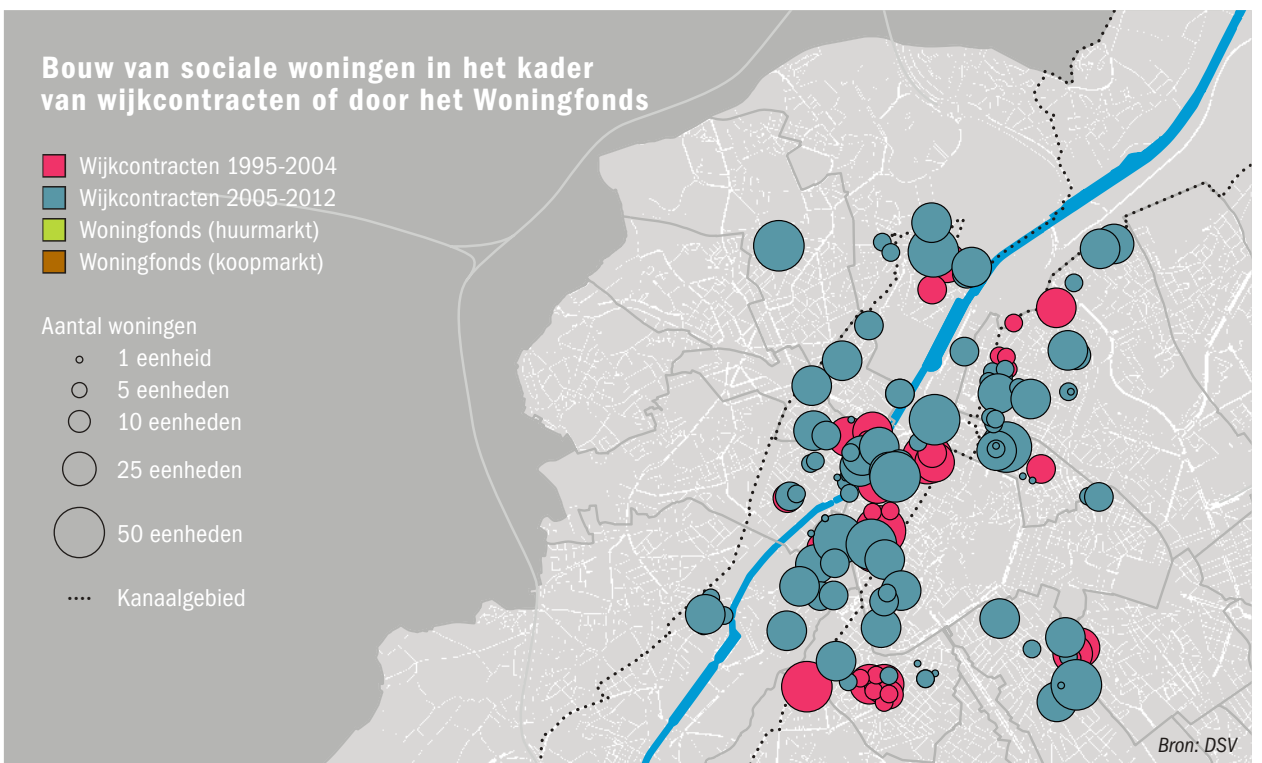 Bouw van sociale woningen in het kader
van wijkcontracten of door het Woningfonds
Wijkcontracten 1995-2004
Wijkcontracten 2005-2012
Woningfonds (huurmarkt)
Woningfonds (koopmarkt)
Aantal woningen
1 eenheid
5 eenheden
10 eenheden
25 eenheden
50 eenheden
Kanaalgebied
Bron: DSV